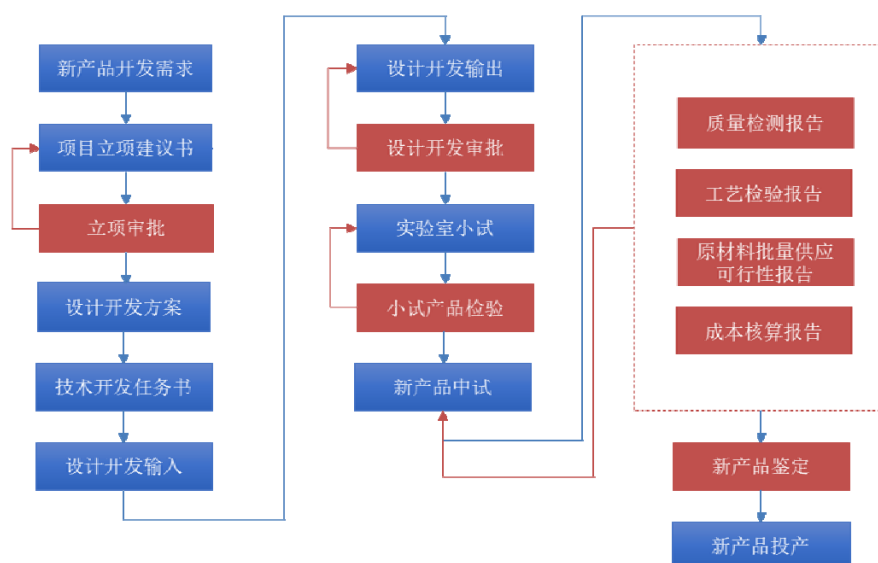 新产品开发需求
项目立项建议书
立项审批
设计开发方案
技术开发任务书
设计开发输入
设计开发输出
设计开发审批
实验室小试
小试产品检验
新产品中试
质量检测报告
工艺检验报告
原材料批量供应
可行性报告
成本核算报告
新产品鉴定
新产品投产